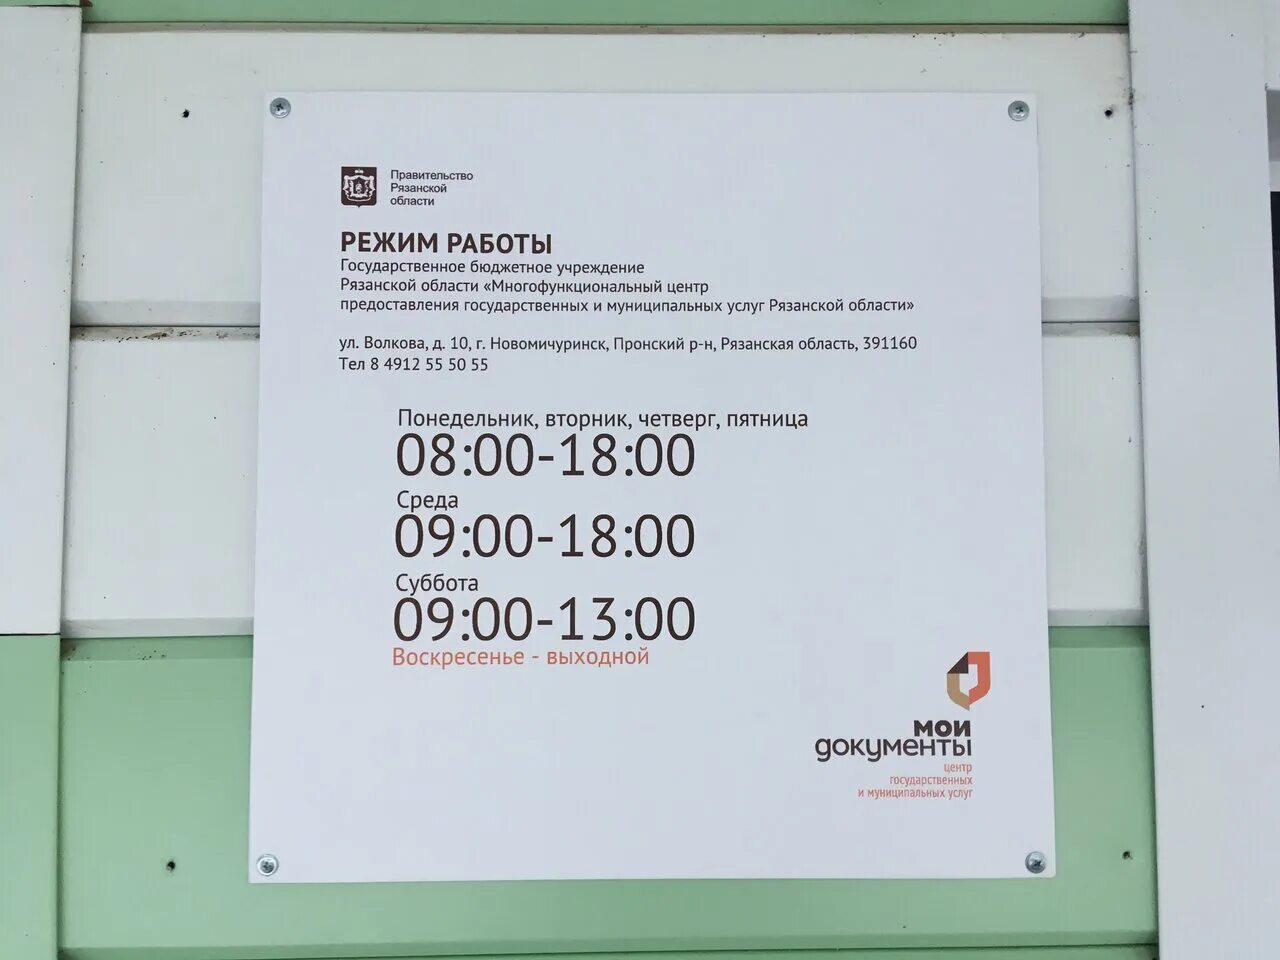 Правительство
Рязанской
области
РЕЖИМ РАБОТЫ
Государственное бюджетное учреждение
Рязанской области «Многофункциональный центр
предоставления государственных и муниципальных услуг Рязанской области»
ул. Волкова, д. 10, г. Новомичуринск, Пронский р-н, Рязанская область, 391160
Тел 8 4912 55 50 55
Понедельник, вторник, четверг, пятница
08:00-18:00
Среда
09:00-18:00
Суббота
09:00-13:00
Воскресенье - выходной
мои
документы
центр
государственных
и муниципальных услуг